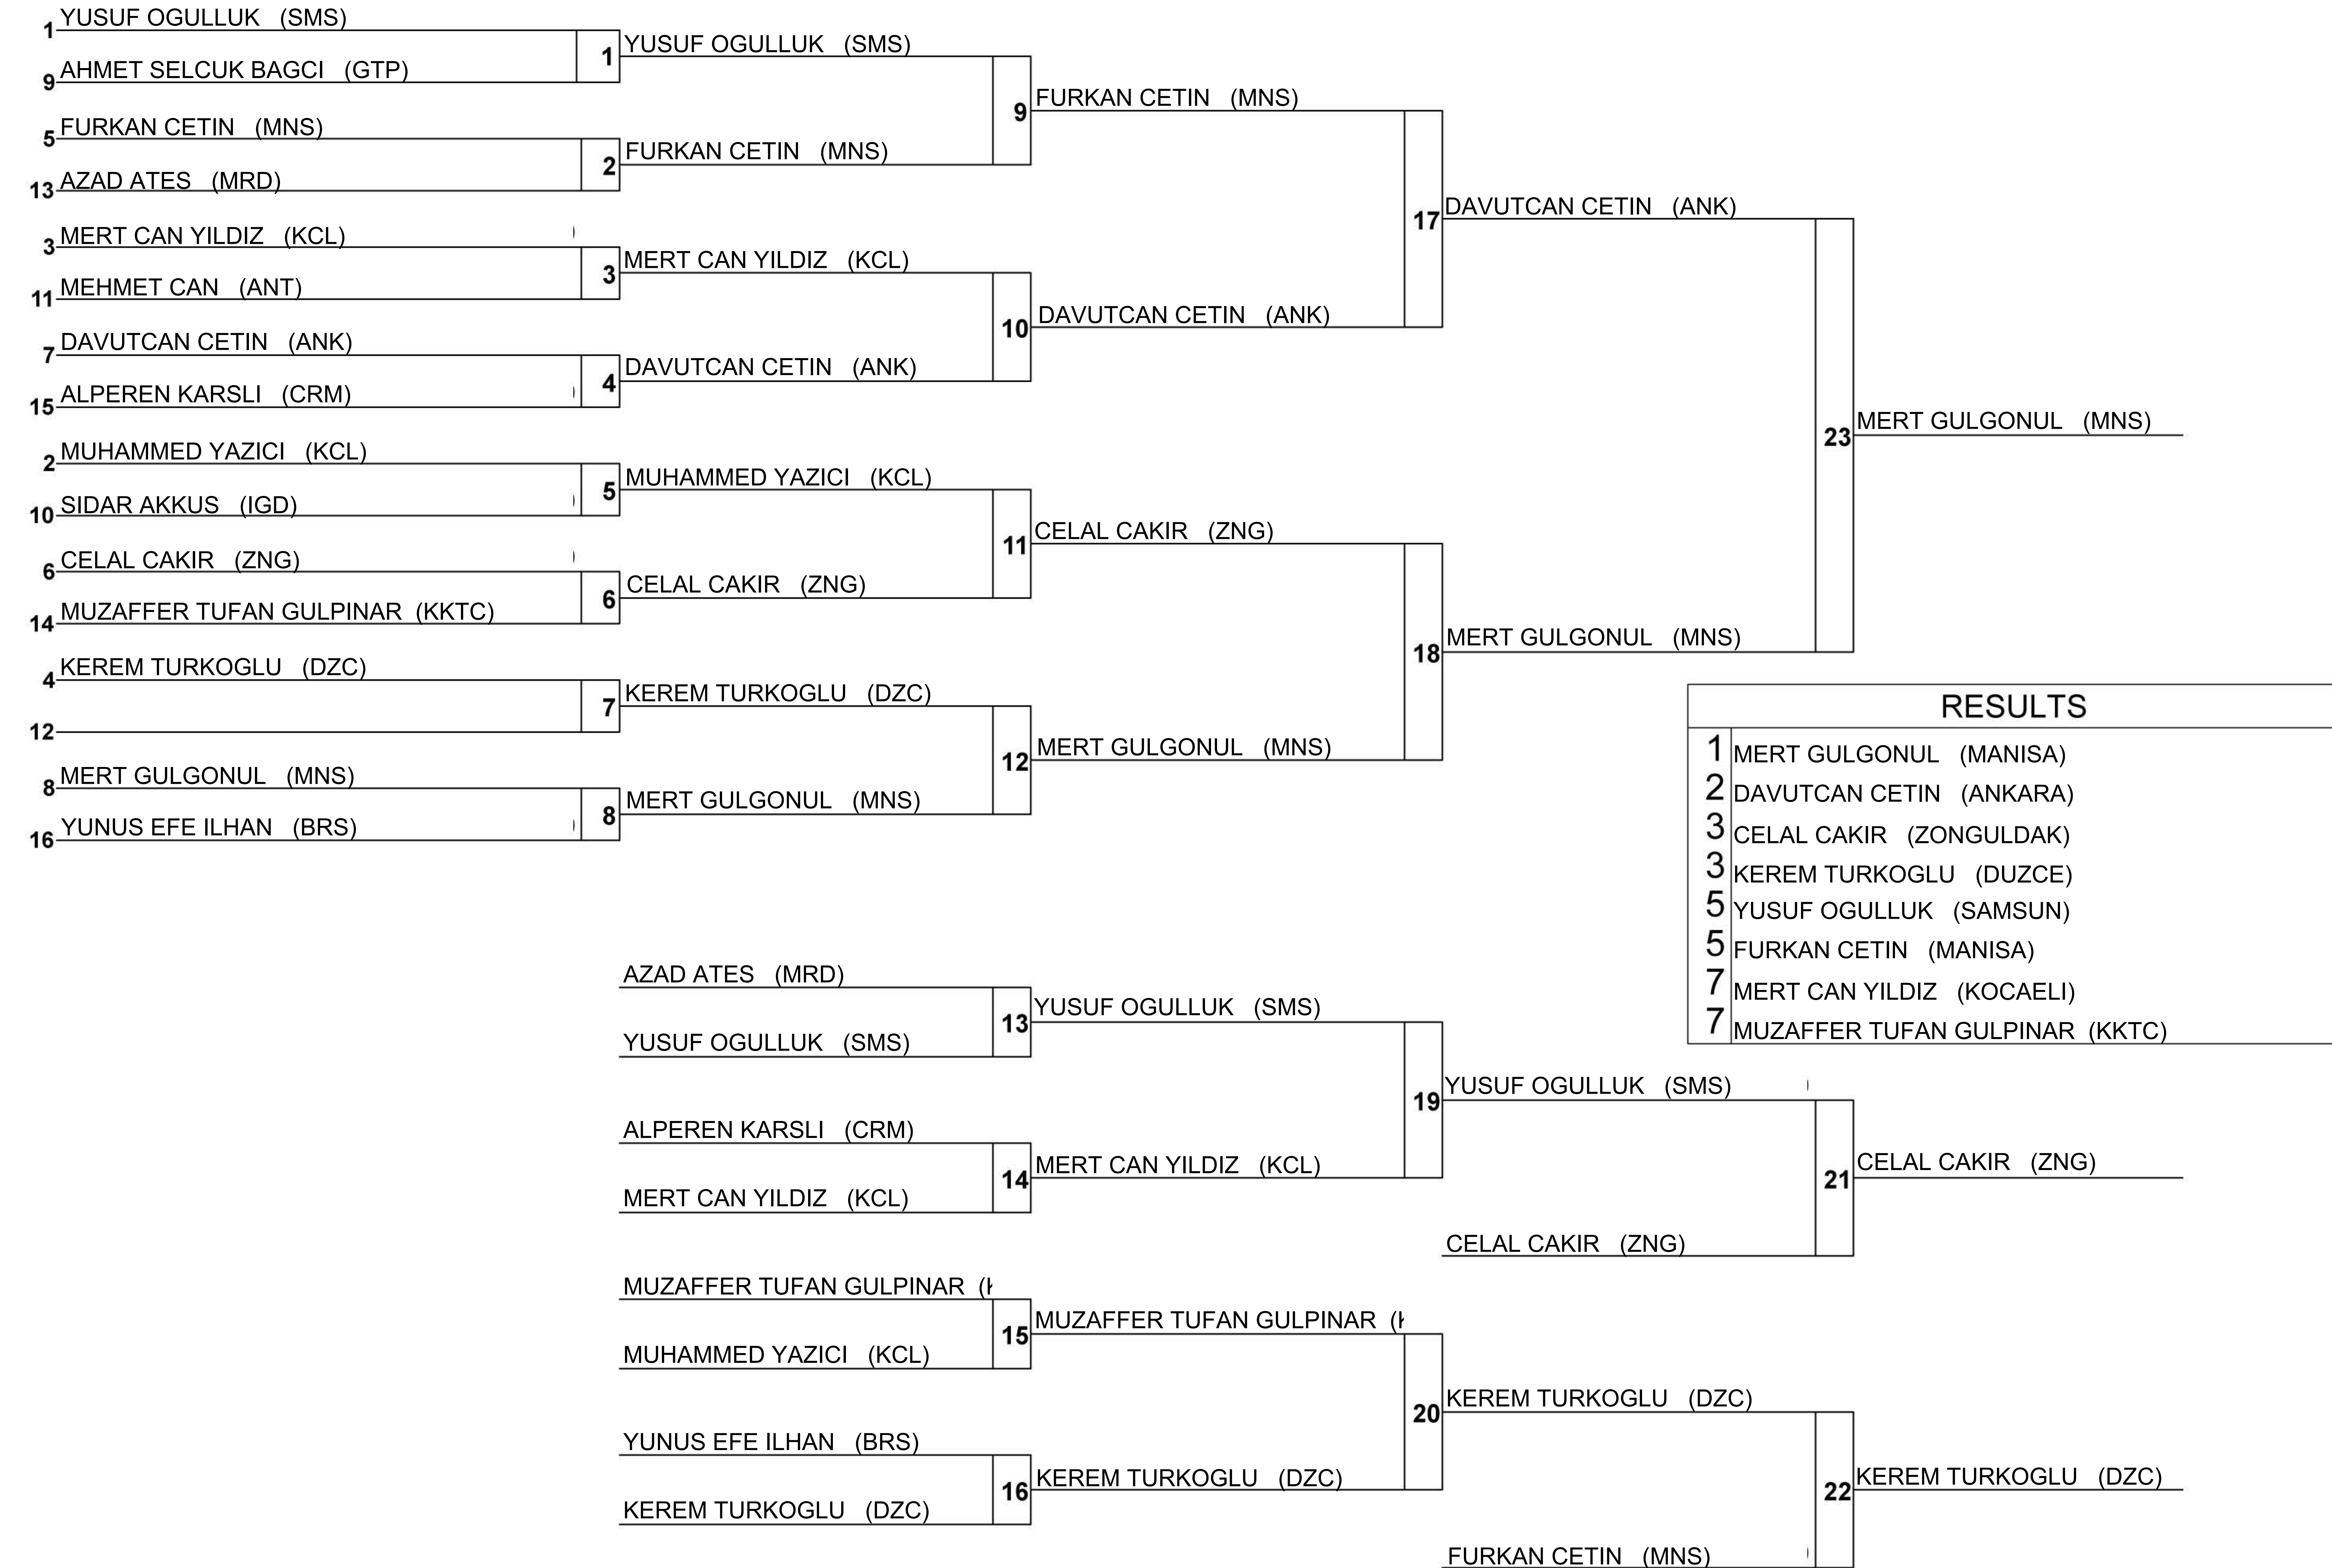 YUSUF OGULLUK (SMS)
1
AHMET SELCUK BAGCI (GTP)
9
1
YUSUF OGULLUK (SMS)
FURKAN CETIN (MNS)
5
AZAD ATES (MRD)
13
2
FURKAN CETIN (MNS)
9
FURKAN CETIN (MNS)
MERT CAN YILDIZ (KCL)
3
MEHMET CAN (ANT)
11
3
MERT CAN YILDIZ (KCL)
DAVUTCAN CETIN (ANK)
7
ALPEREN KARSLI (CRM)
15
4
DAVUTCAN CETIN (ANK)
10
DAVUTCAN CETIN (ANK)
17
DAVUTCAN CETIN (ANK)
MUHAMMED YAZICI (KCL)
2
SIDAR AKKUS (IGD)
10
5
MUHAMMED YAZICI (KCL)
CELAL CAKIR (ZNG)
6
MUZAFFER TUFAN GULPINAR (KKTC)
14
6
CELAL CAKIR (ZNG)
11
CELAL CAKIR (ZNG)
KEREM TURKOGLU (DZC)
4
12
7
KEREM TURKOGLU (DZC)
MERT GULGONUL (MNS)
8
YUNUS EFE ILHAN (BRS)
16
8
MERT GULGONUL (MNS)
12
MERT GULGONUL (MNS)
18
MERT GULGONUL (MNS)
23
MERT GULGONUL (MNS)
RESULTS
1 MERT GULGONUL (MANISA)
2 DAVUTCAN CETIN (ANKARA)
3 CELAL CAKIR (ZONGULDAK)
3 KEREM TURKOGLU (DUZCE)
5 YUSUF OGULLUK (SAMSUN)
5 FURKAN CETIN (MANISA)
7 MERT CAN YILDIZ (KOCAELI)
7 MUZAFFER TUFAN GULPINAR (KKTC)
AZAD ATES (MRD)
YUSUF OGULLUK (SMS)
13
YUSUF OGULLUK (SMS)
ALPEREN KARSLI (CRM)
MERT CAN YILDIZ (KCL)
14
MERT CAN YILDIZ (KCL)
19
YUSUF OGULLUK (SMS)
CELAL CAKIR (ZNG)
21
CELAL CAKIR (ZNG)
MUZAFFER TUFAN GULPINAR
MUHAMMED YAZICI (KCL)
15
MUZAFFER TUFAN GULPINAR
YUNUS EFE ILHAN (BRS)
KEREM TURKOGLU (DZC)
16
KEREM TURKOGLU (DZC)
20
KEREM TURKOGLU (DZC)
FURKAN CETIN (MNS)
22
KEREM TURKOGLU (DZC)